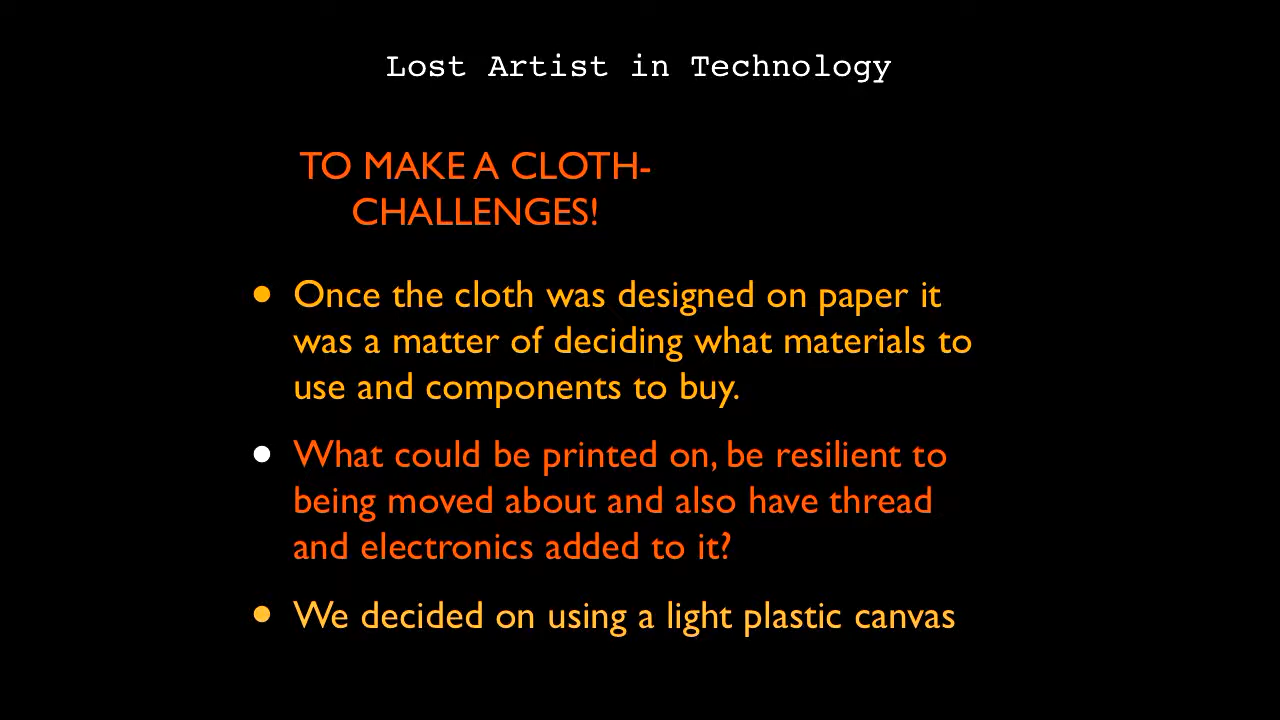 Lost Artist in Technology
TO MAKE A CLOTH-
CHALLENGES!
• Once the cloth was designed on paper it
was a matter of deciding what materials to
use and components to buy.
• What could be printed on, be resilient to
being moved about and also have thread
and electronics added to it?
• We decided on using a light plastic canvas